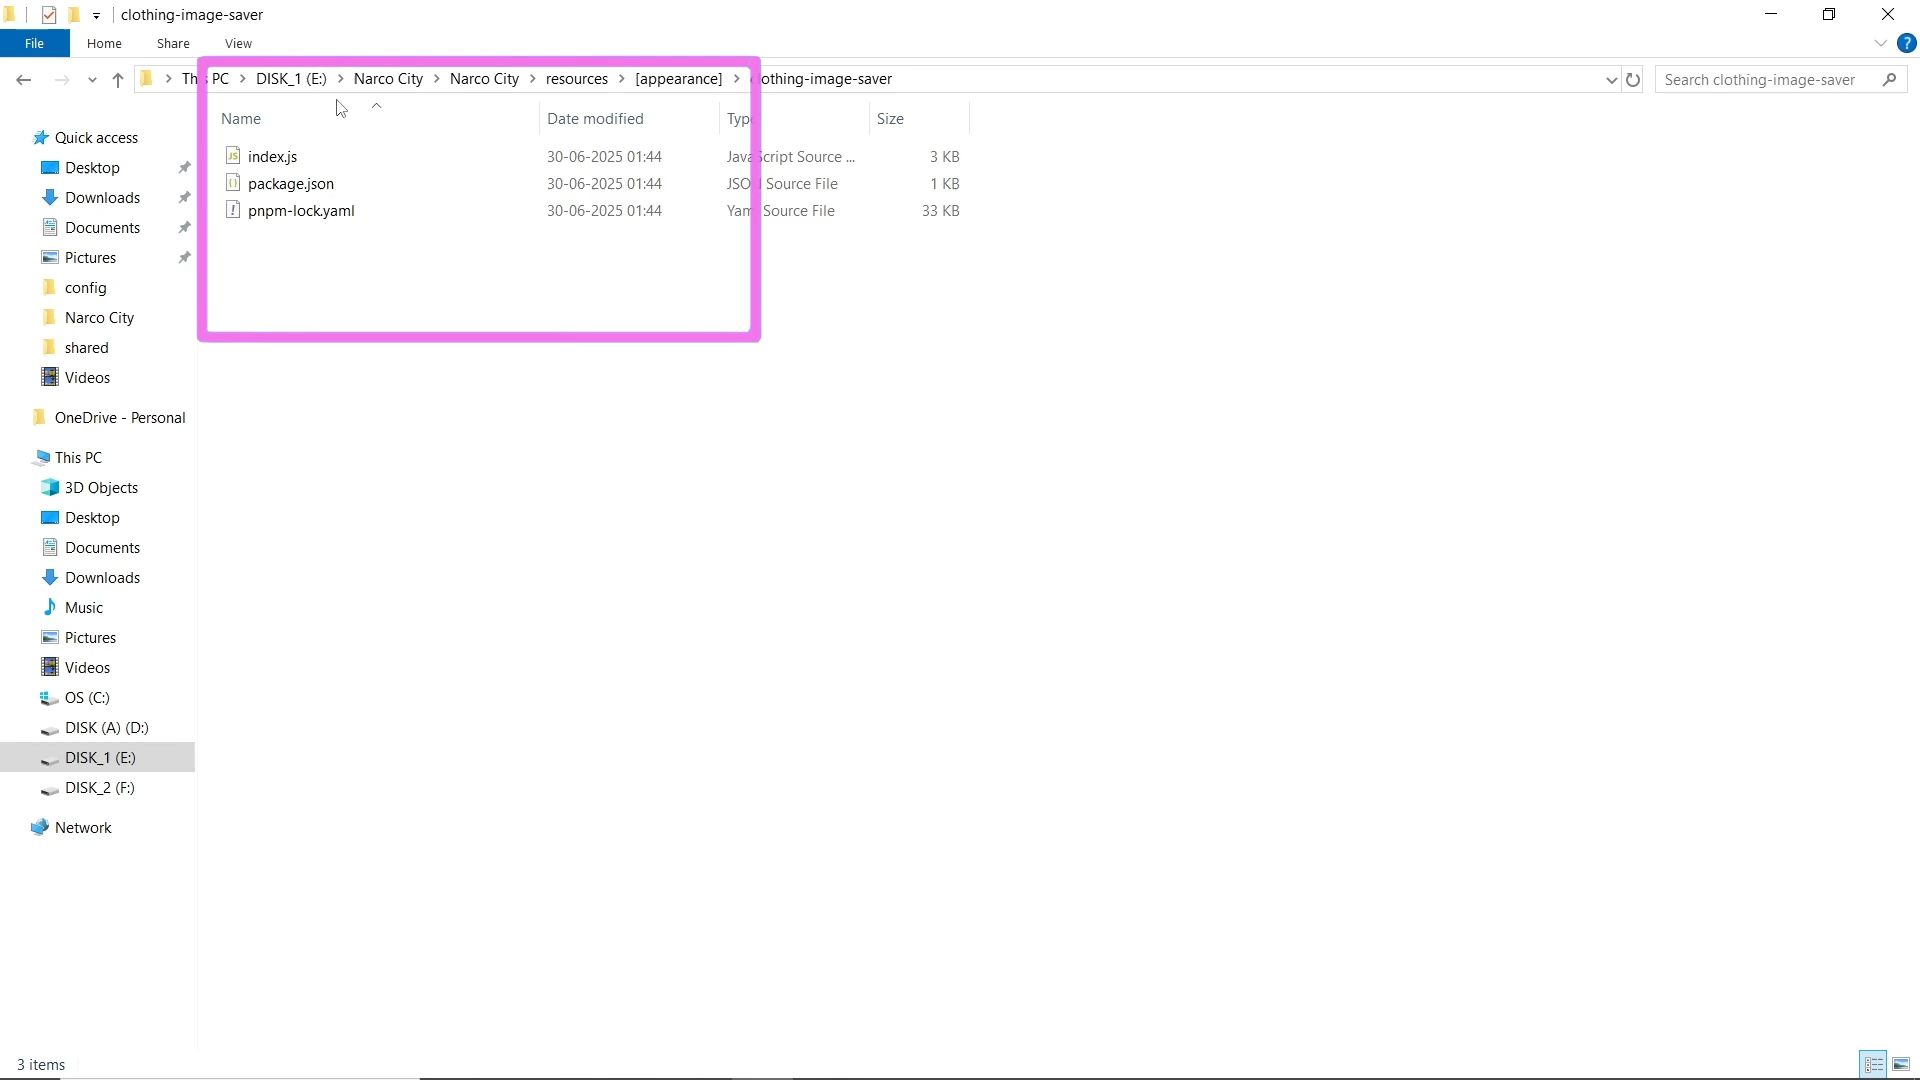 clothing-image-saver
File Home Share View
This PC DISK_1 (E:) Narco City Narco City resources [appearance] clothing-image-saver
Search clothing-image-saver
Name Date modified Type Size
index.js 30-06-2025 01:44 JavaScript Source ... 3 KB
package.json 30-06-2025 01:44 JSON Source File 1 KB
pnpm-lock.yaml 30-06-2025 01:44 Yaml Source File 33 KB
Quick access
Desktop
Downloads
Documents
Pictures
config
Narco City
shared
Videos
OneDrive - Personal
This PC
3D Objects
Desktop
Documents
Downloads
Music
Pictures
Videos
OS (C:)
DISK (A) (D:)
DISK_1 (E:)
DISK_2 (F:)
Network
3 items